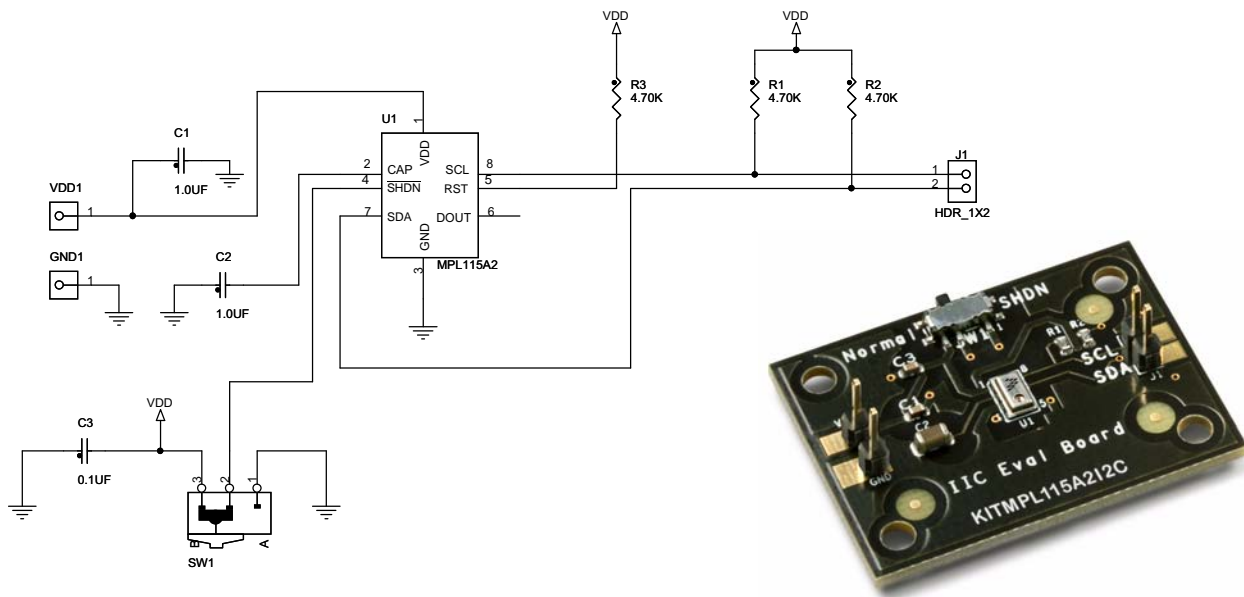 VDD
VDD
R3
4.70K
R1
4.70K
R2
4.70K
U1
1
VDD
C1
1.0UF
2
CAP
SCL
8
4
SHDN
RST
5
7
SDA
DOUT
6
GND
3
MPL115A2
J1
1
2
HDR_1X2
VDD1
1
GND1
1
C2
1.0UF
VDD
C3
0.1UF
3
2
1
B
A
SW1
Normal
SHDN
SW1
C3
R1
R2
SCL
SDA
J1
1
8
5
U1
C1
C2
GND
IIC Eval Board
KITMPL115A2I2C